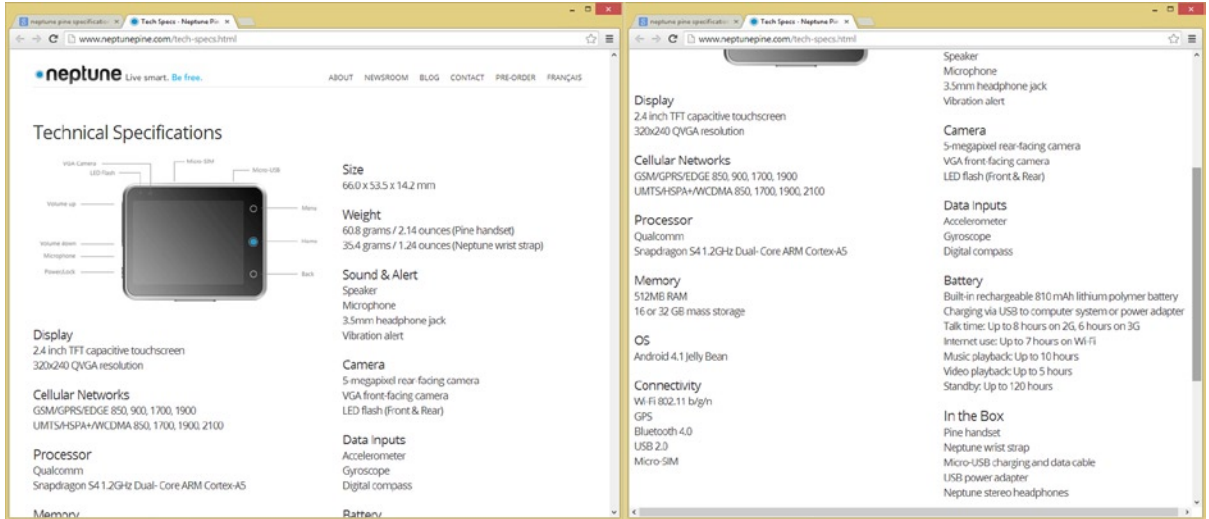 neptune pine specification
Tech Specs - Neptune Pin
www.neptunepine.com/tech-specs.html
neptune Live smart. Be free.
ABOUT NEWSROOM BLOG CONTACT PRE-ORDER FRANÇAIS
Technical Specifications
VGA Camera
LED Flash
Micro-SIM
Micro-USB
Volume up
Menu
Volume down
Home
Microphone
Power/Lock
Back
Display
2.4 inch TFT capacitive touchscreen
320x240 QVGA resolution
Cellular Networks
GSM/GPRS/EDGE 850, 900, 1700, 1900
UMTS/HSPA+/WCDMA 850, 1700, 1900, 2100
Processor
Qualcomm
Snapdragon S4 1.2GHz Dual- Core ARM Cortex-A5
Memory
Size
66.0 x 53.5 x 14.2 mm
Weight
60.8 grams / 2.14 ounces (Pine handset)
35.4 grams / 1.24 ounces (Neptune wrist strap)
Sound & Alert
Speaker
Microphone
3.5mm headphone jack
Vibration alert
Camera
5-megapixel rear-facing camera
VGA front-facing camera
LED flash (Front & Rear)
Data Inputs
Accelerometer
Gyroscope
Digital compass
Battery
neptune pine specification
Tech Specs - Neptune Pin
www.neptunepine.com/tech-specs.html
Display
2.4 inch TFT capacitive touchscreen
320x240 QVGA resolution
Cellular Networks
GSM/GPRS/EDGE 850, 900, 1700, 1900
UMTS/HSPA+/WCDMA 850, 1700, 1900, 2100
Processor
Qualcomm
Snapdragon S4 1.2GHz Dual- Core ARM Cortex-A5
Memory
512MB RAM
16 or 32 GB mass storage
OS
Android 4.1 Jelly Bean
Connectivity
Wi-Fi 802.11 b/g/n
GPS
Bluetooth 4.0
USB 2.0
Micro-SIM
Speaker
Microphone
3.5mm headphone jack
Vibration alert
Camera
5-megapixel rear-facing camera
VGA front-facing camera
LED flash (Front & Rear)
Data Inputs
Accelerometer
Gyroscope
Digital compass
Battery
Built-in rechargeable 810 mAh lithium polymer battery
Charging via USB to computer system or power adapter
Talk time: Up to 8 hours on 2G, 6 hours on 3G
Internet use: Up to 7 hours on Wi-Fi
Music playback: Up to 10 hours
Video playback: Up to 5 hours
Standby: Up to 120 hours
In the Box
Pine handset
Neptune wrist strap
Micro-USB charging and data cable
USB power adapter
Neptune stereo headphones